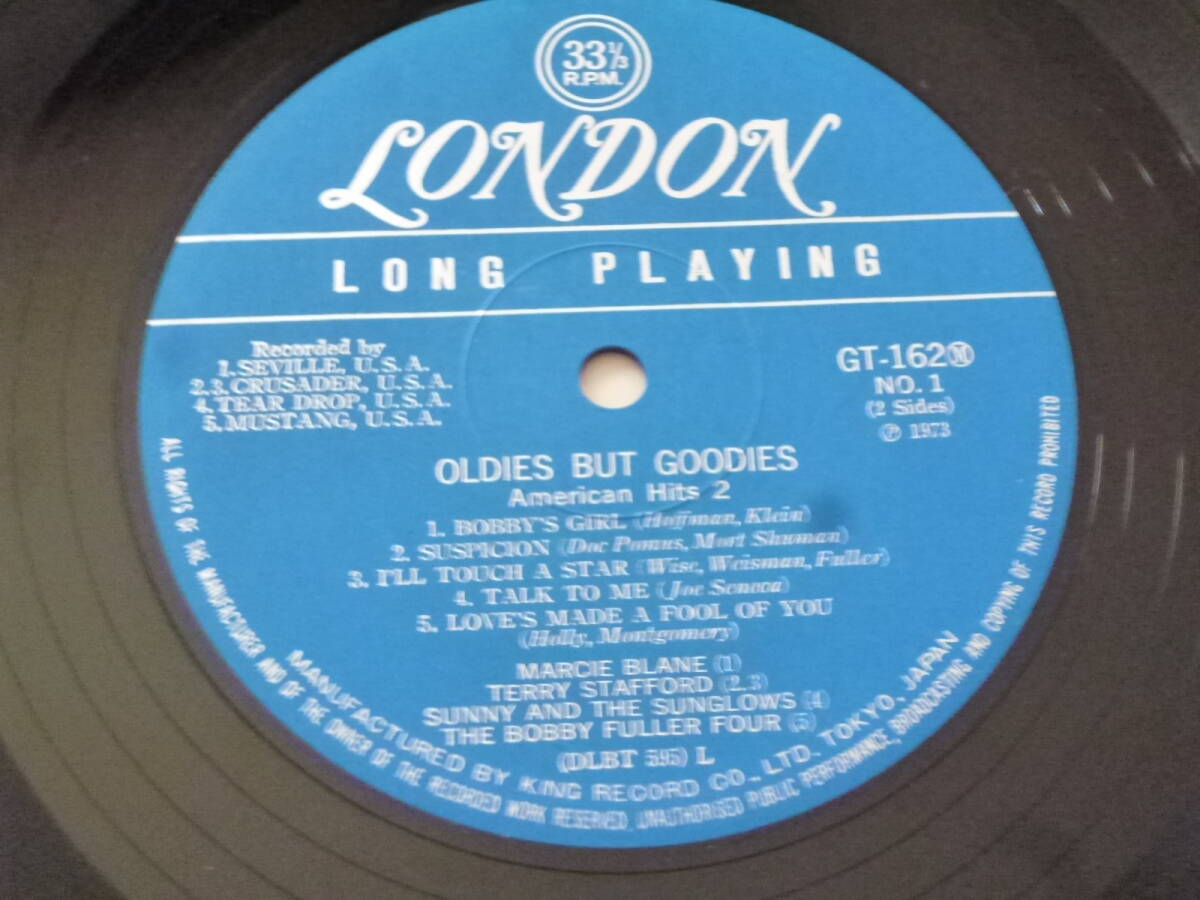 33⅓
R.P.M.
LONDON
LONG PLAYING
Recorded by
1. SEVILLE, U.S.A.
2.3. CRUSADER, U.S.A.
4. TEAR DROP, U.S.A.
5. MUSTANG, U.S.A.
GT-162Ⓜ
NO. 1
(2 Sides)
Ⓟ 1973
OLDIES BUT GOODIES
American Hits 2
1. BOBBY'S GIRL (Hoffman, Klein)
2. SUSPICION (Doc Pomus, Mort Shuman)
3. I'LL TOUCH A STAR (Wise, Weisman, Fuller)
4. TALK TO ME (Joe Seneca)
5. LOVE'S MADE A FOOL OF YOU
(Holly, Montgomery)
MARCIE BLANE (1)
TERRY STAFFORD (2.3)
SUNNY AND THE SUNGLOWS (4)
THE BOBBY FULLER FOUR (5)
(DLBT 595) L
MANUFACTURED BY KING RECORD CO., LTD. TOKYO, JAPAN
ALL RIGHTS OF THE MANUFACTURER AND OF THE OWNER OF THE RECORDED WORK RESERVED. UNAUTHORISED PUBLIC PERFORMANCE, BROADCASTING AND COPYING OF THIS RECORD PROHIBITED